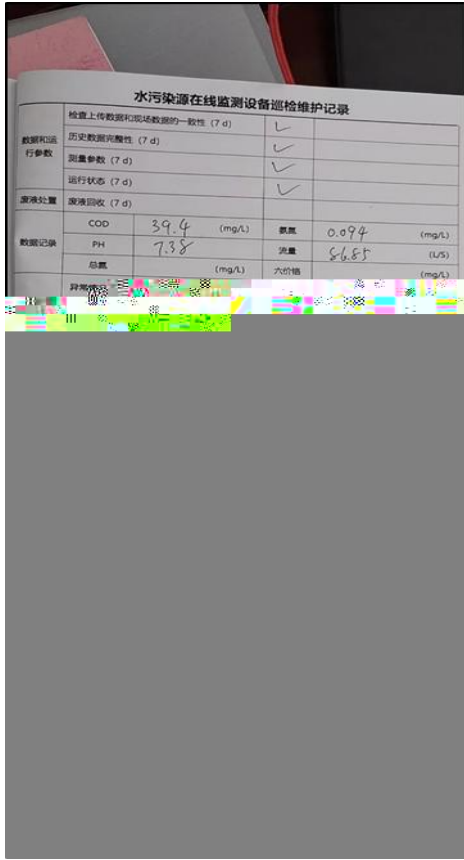 水污染源在线监测设备巡检维护记录
数据和运行参数 检查上传数据和现场数据的一致性（7 d） ✓
历史数据完整性（7 d） ✓
测量参数（7 d） ✓
运行状态（7 d） ✓
废液处置 废液回收（7 d）
数据记录 COD 39.4 (mg/L) 氨氮 0.094 (mg/L)
PH 7.38 流量 86.85 (L/S)
总氮 (mg/L) 六价铬 (mg/L)
异常情况